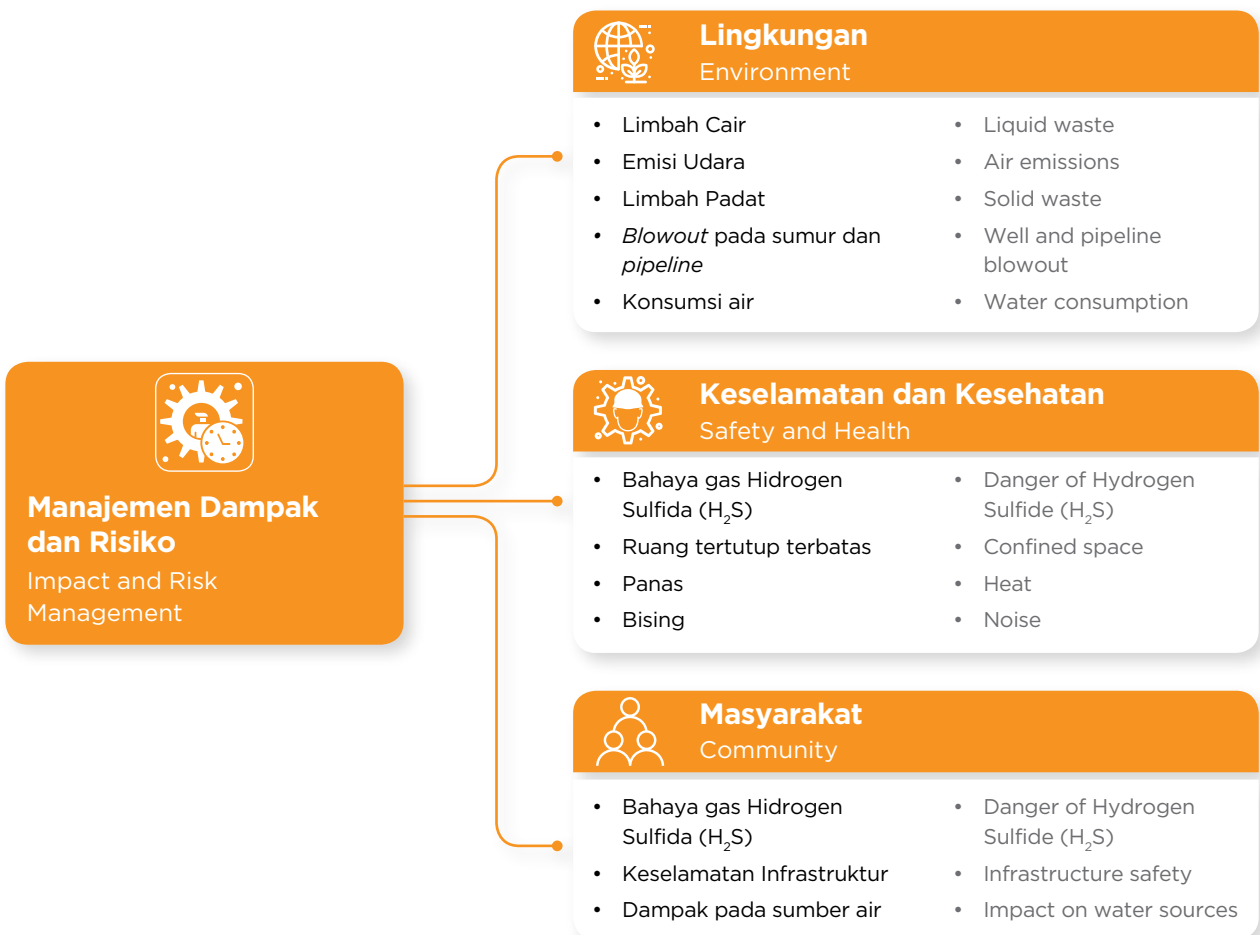 Manajemen Dampak
dan Risiko
Impact and Risk
Management
Lingkungan
Environment
• Limbah Cair
• Emisi Udara
• Limbah Padat
• Blowout pada sumur dan
pipeline
• Konsumsi air
• Liquid waste
• Air emissions
• Solid waste
• Well and pipeline
blowout
• Water consumption
Keselamatan dan Kesehatan
Safety and Health
• Bahaya gas Hidrogen
Sulfida (H₂S)
• Ruang tertutup terbatas
• Panas
• Bising
• Danger of Hydrogen
Sulfide (H₂S)
• Confined space
• Heat
• Noise
Masyarakat
Community
• Bahaya gas Hidrogen
Sulfida (H₂S)
• Keselamatan Infrastruktur
• Dampak pada sumber air
• Danger of Hydrogen
Sulfide (H₂S)
• Infrastructure safety
• Impact on water sources